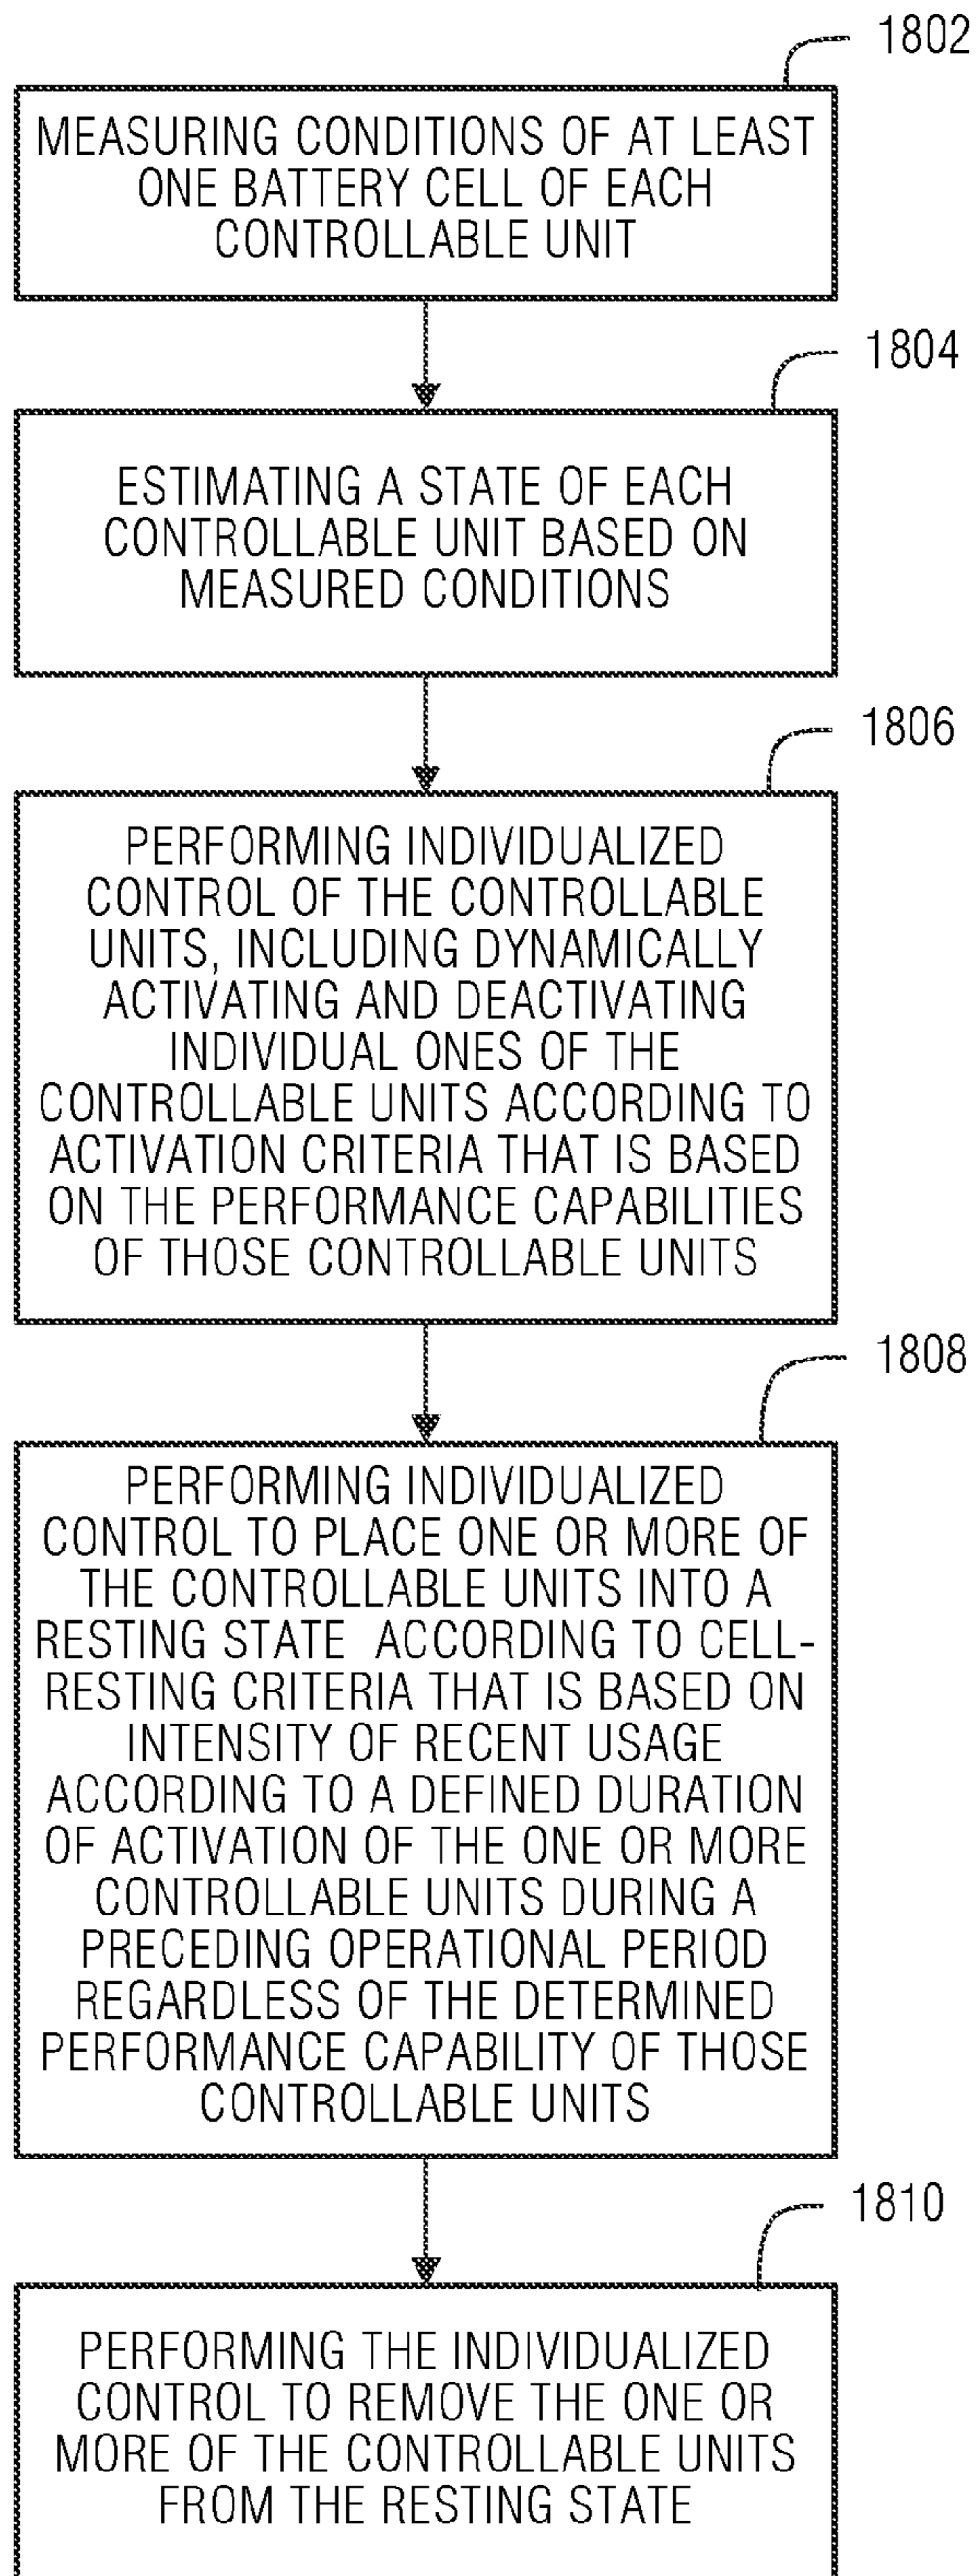 1802
MEASURING CONDITIONS OF AT LEAST
ONE BATTERY CELL OF EACH
CONTROLLABLE UNIT
1804
ESTIMATING A STATE OF EACH
CONTROLLABLE UNIT BASED ON
MEASURED CONDITIONS
1806
PERFORMING INDIVIDUALIZED
CONTROL OF THE CONTROLLABLE
UNITS, INCLUDING DYNAMICALLY
ACTIVATING AND DEACTIVATING
INDIVIDUAL ONES OF THE
CONTROLLABLE UNITS ACCORDING TO
ACTIVATION CRITERIA THAT IS BASED
ON THE PERFORMANCE CAPABILITIES
OF THOSE CONTROLLABLE UNITS
1808
PERFORMING INDIVIDUALIZED
CONTROL TO PLACE ONE OR MORE OF
THE CONTROLLABLE UNITS INTO A
RESTING STATE ACCORDING TO CELL-
RESTING CRITERIA THAT IS BASED ON
INTENSITY OF RECENT USAGE
ACCORDING TO A DEFINED DURATION
OF ACTIVATION OF THE ONE OR MORE
CONTROLLABLE UNITS DURING A
PRECEDING OPERATIONAL PERIOD
REGARDLESS OF THE DETERMINED
PERFORMANCE CAPABILITY OF THOSE
CONTROLLABLE UNITS
1810
PERFORMING THE INDIVIDUALIZED
CONTROL TO REMOVE THE ONE OR
MORE OF THE CONTROLLABLE UNITS
FROM THE RESTING STATE